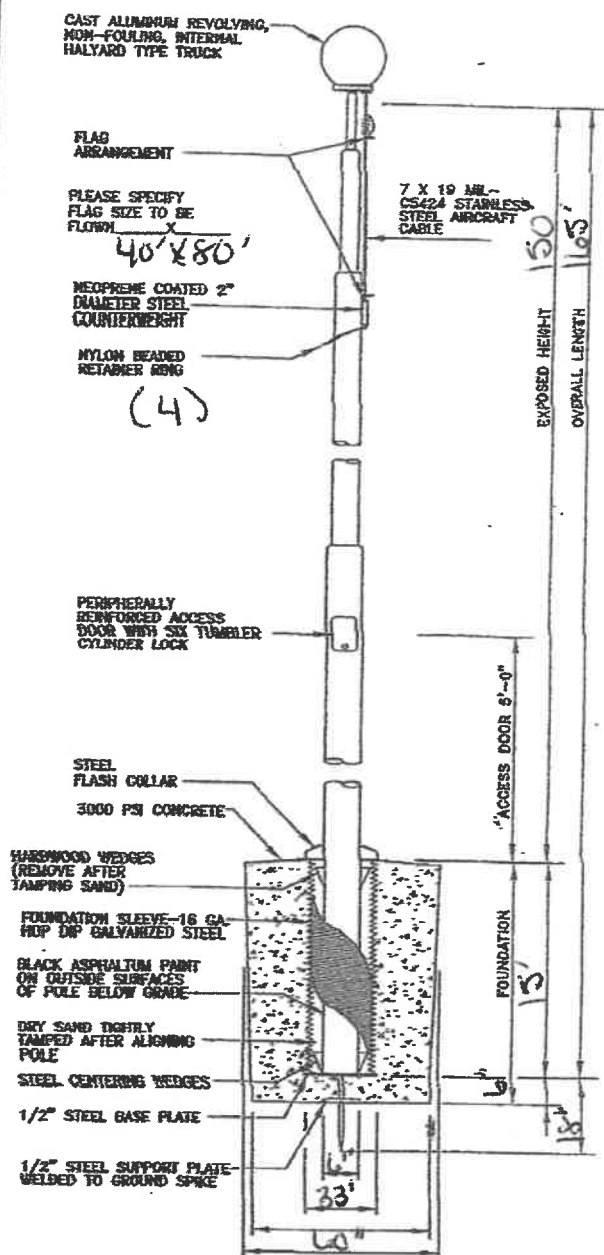 CAST ALUMINUM REVOLVING,
NON-FOULING, INTERNAL
HALYARD TYPE TRUCK
FLAG
ARRANGEMENT
PLEASE SPECIFY
FLAG SIZE TO BE
FLOWN_____X_____
40' X 80'
7 X 19 MIL-
C5424 STAINLESS
STEEL AIRCRAFT
CABLE
NEOPRENE COATED 2"
DIAMETER STEEL
COUNTERWEIGHT
NYLON BEADED
RETAINER RING
(4)
EXPOSED HEIGHT
150
OVERALL LENGTH
165'
PERIPHERALLY
REINFORCED ACCESS
DOOR WITH SIX TUMBLER
CYLINDER LOCK
"ACCESS DOOR 5'-0"
STEEL
FLASH COLLAR
3000 PSI CONCRETE
HARDWOOD WEDGES
(REMOVE AFTER
TAMPING SAND)
FOUNDATION SLEEVE-16 GA.
HOP DIP GALVANIZED STEEL
BLACK ASPHALTUM PAINT
ON OUTSIDE SURFACES
OF POLE BELOW GRADE
DRY SAND TIGHTLY
TAMPED AFTER ALIGNING
POLE
STEEL CENTERING WEDGES
1/2" STEEL BASE PLATE
1/2" STEEL SUPPORT PLATE
WELDED TO GROUND SPIKE
FOUNDATION
15'
6"
18"
33'
60"